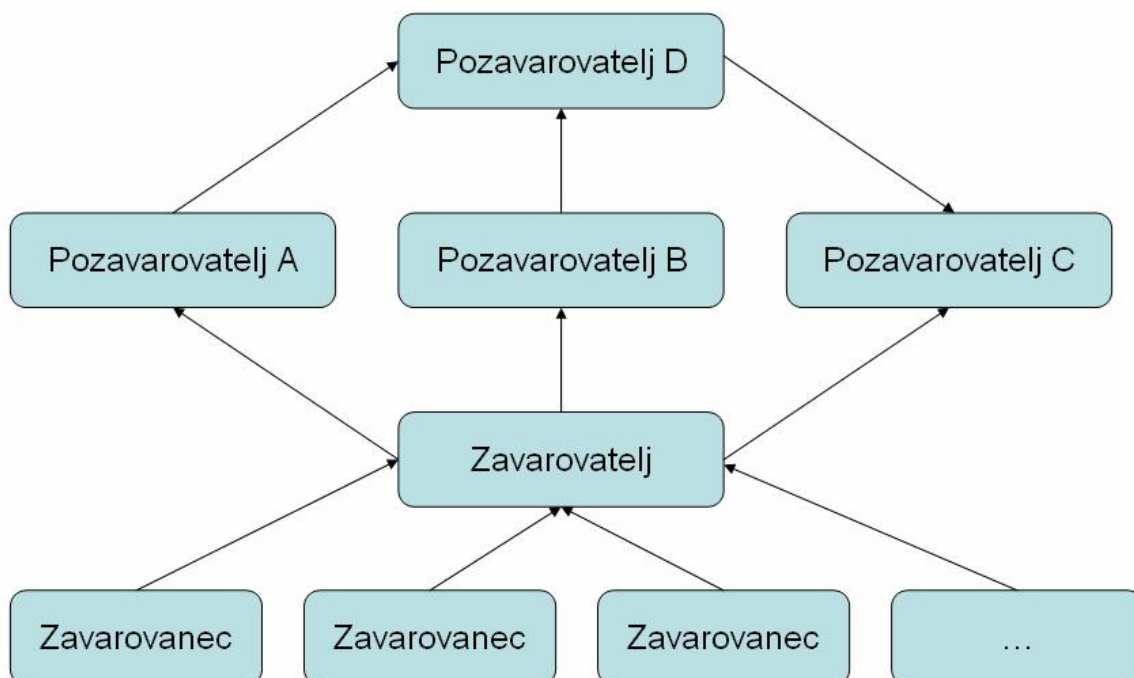 Pozavarovatelj D
Pozavarovatelj A
Pozavarovatelj B
Pozavarovatelj C
Zavarovatelj
Zavarovanec
Zavarovanec
Zavarovanec
...